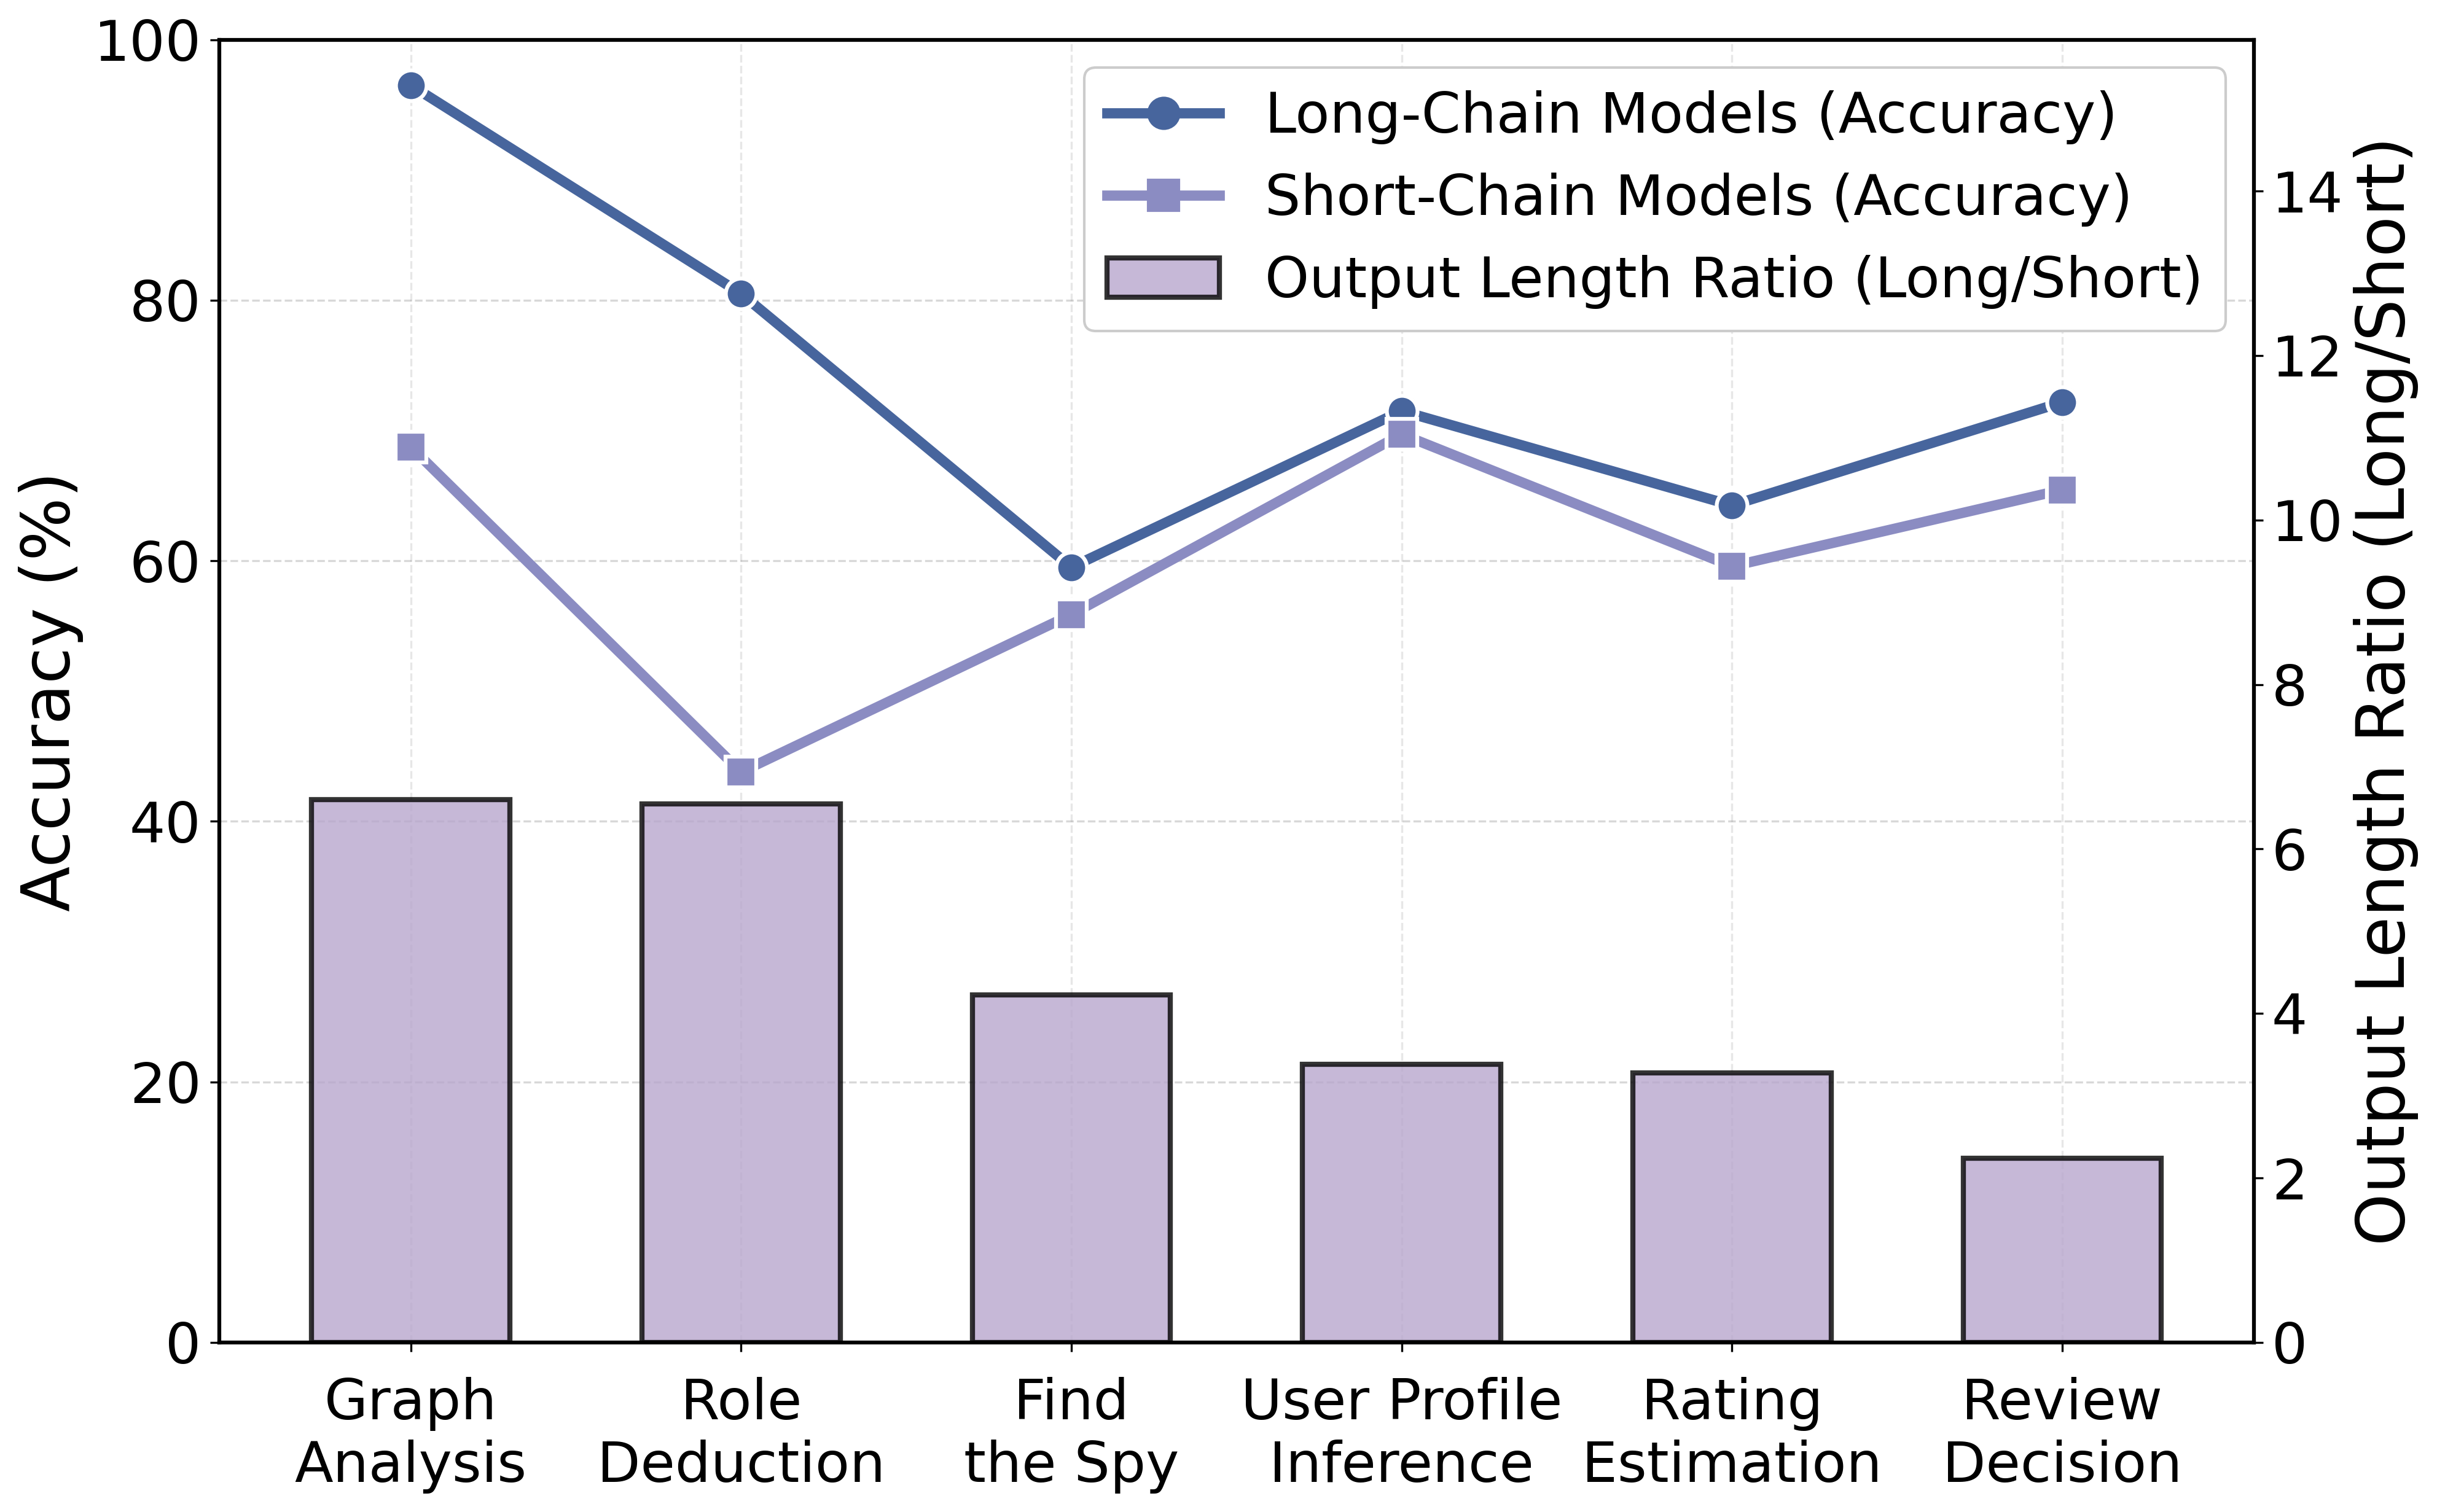 100
80
60
40
20
0
Accuracy (%)
Long-Chain Models (Accuracy)
Short-Chain Models (Accuracy)
Output Length Ratio (Long/Short)
14
12
10
8
6
4
2
0
Output Length Ratio (Long/Short)
Graph
Analysis
Role
Deduction
Find
the Spy
User Profile
Inference
Rating
Estimation
Review
Decision